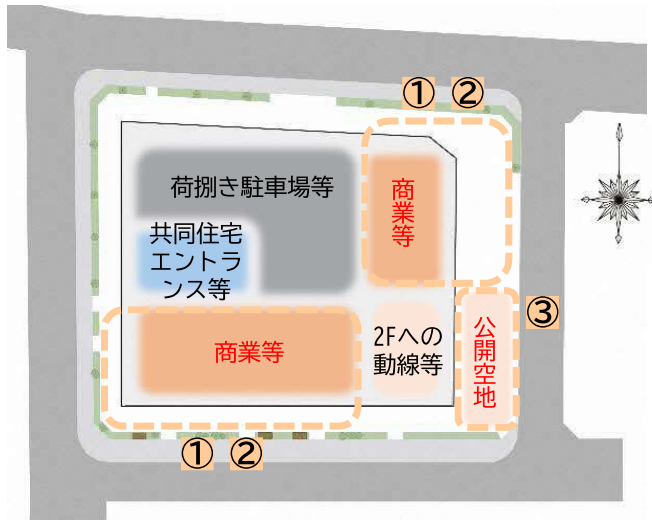 ① ②
荷捌き駐車場等
商業等
共同住宅
エントラ
ンス等
③
商業等
2Fへの
動線等
公開空地
① ②